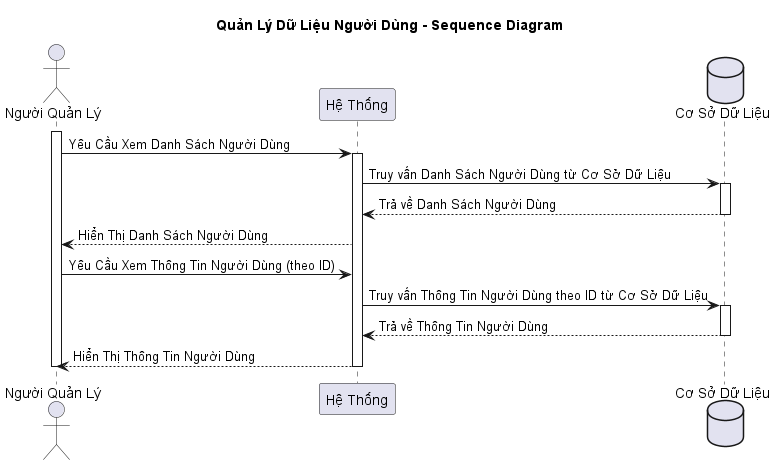 Quản Lý Dữ Liệu Người Dùng - Sequence Diagram
Người Quản Lý
Hệ Thống
Cơ Sở Dữ Liệu
Yêu Cầu Xem Danh Sách Người Dùng
Truy vấn Danh Sách Người Dùng từ Cơ Sở Dữ Liệu
Trả về Danh Sách Người Dùng
Hiển Thị Danh Sách Người Dùng
Yêu Cầu Xem Thông Tin Người Dùng (theo ID)
Truy vấn Thông Tin Người Dùng theo ID từ Cơ Sở Dữ Liệu
Trả về Thông Tin Người Dùng
Hiển Thị Thông Tin Người Dùng
Người Quản Lý
Hệ Thống
Cơ Sở Dữ Liệu